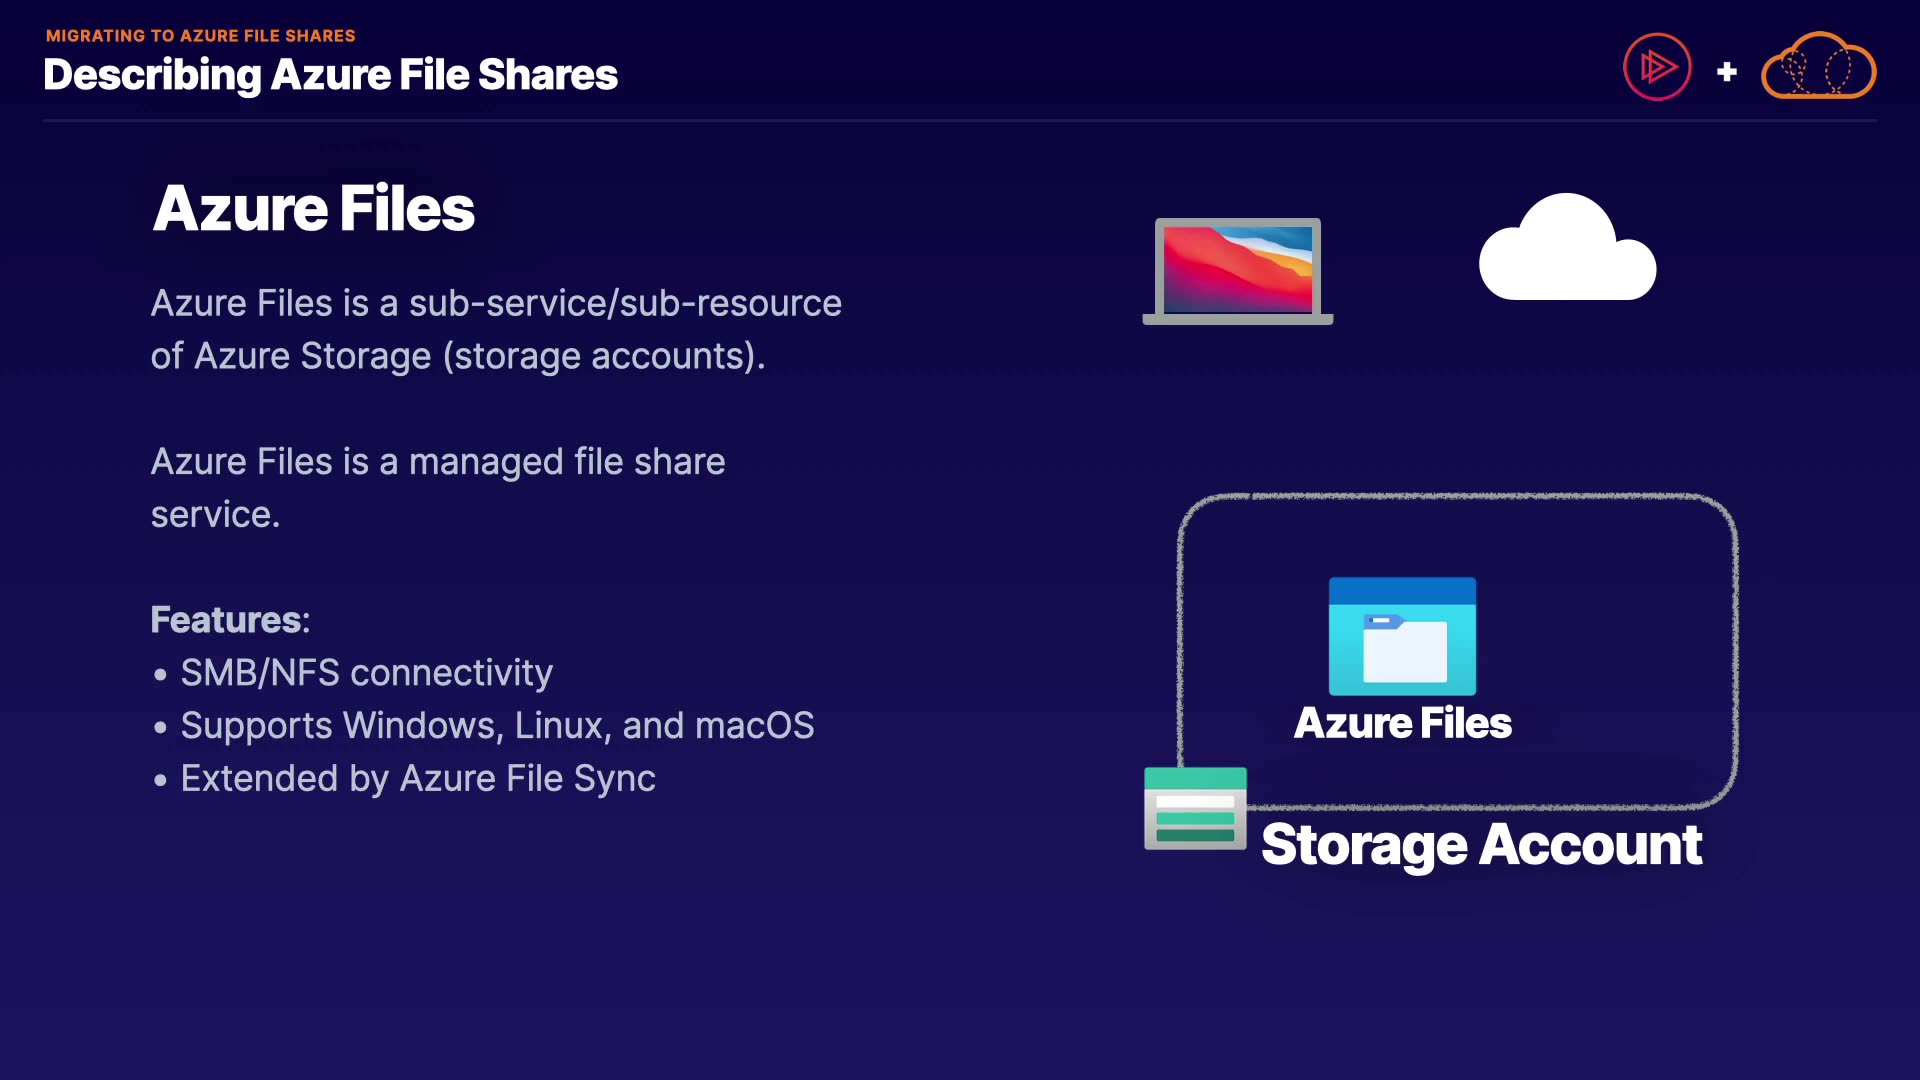 MIGRATING TO AZURE FILE SHARES
Describing Azure File Shares
+
Azure Files
Azure Files is a sub-service/sub-resource
of Azure Storage (storage accounts).
Azure Files is a managed file share
service.
Features:
• SMB/NFS connectivity
• Supports Windows, Linux, and macOS
• Extended by Azure File Sync
Azure Files
Storage Account